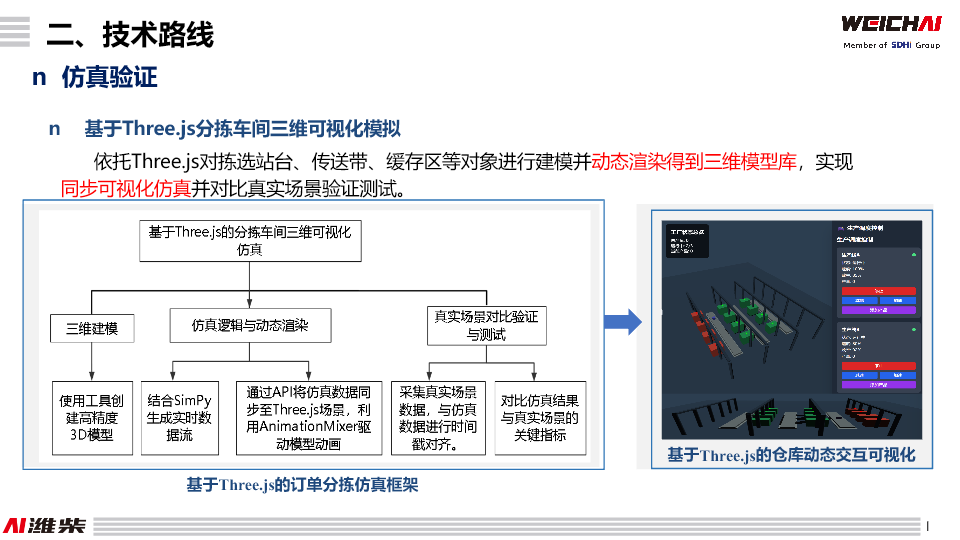 二、技术路线
WEICHAI
Member of SDHI Group
n 仿真验证
n 基于Three.js分拣车间三维可视化模拟
依托Three.js对拣选站台、传送带、缓存区等对象进行建模并动态渲染得到三维模型库，实现
同步可视化仿真并对比真实场景验证测试。
基于Three.js的分拣车间三维可视化
仿真
三维建模
仿真逻辑与动态渲染
真实场景对比验证
与测试
使用工具创
建高精度
3D模型
结合SimPy
生成实时数
据流
通过API将仿真数据同
步至Three.js场景，利
用AnimationMixer驱
动模型动画
采集真实场景
数据，与仿真
数据进行时间
戳对齐。
对比仿真结果
与真实场景的
关键指标
基于Three.js的订单分拣仿真框架
生产调度控制
基于Three.js的仓库动态交互可视化
AI潍柴